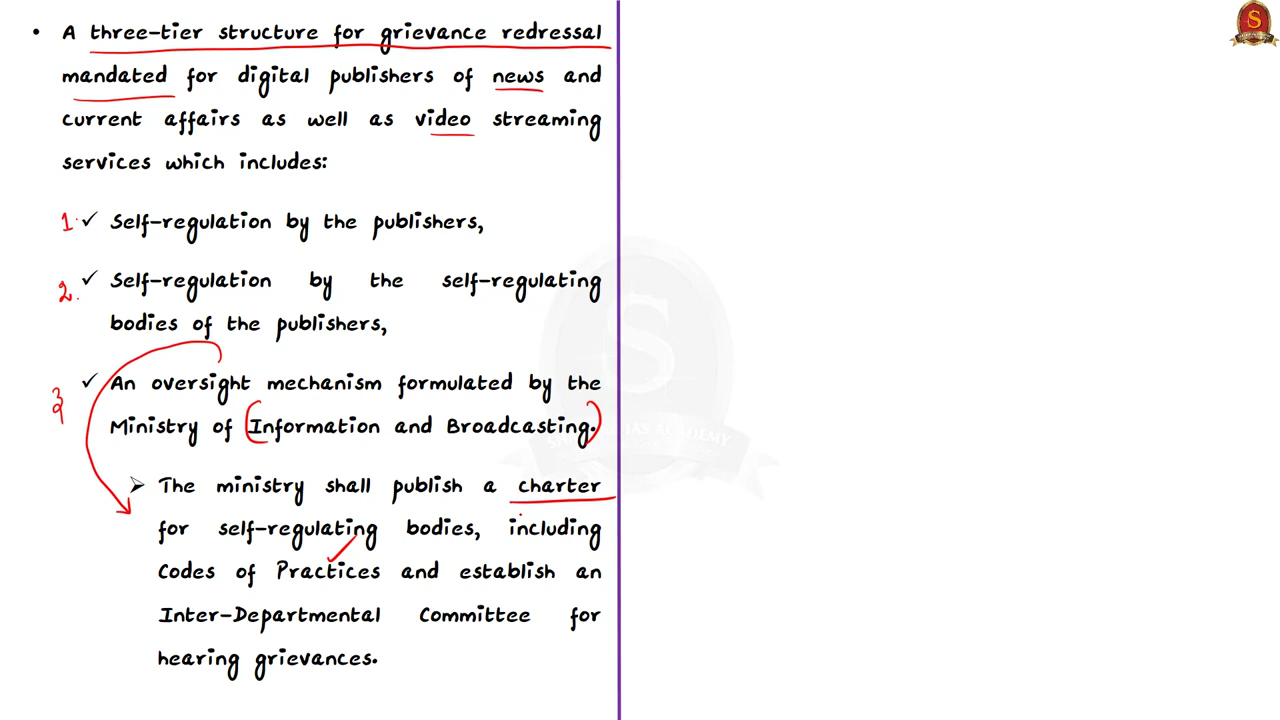 • A three-tier structure for grievance redressal
mandated for digital publishers of news and
current affairs as well as video streaming
services which includes:
1. ✓ Self-regulation by the publishers,
2. ✓ Self-regulation by the self-regulating
bodies of the publishers,
3 ✓ An oversight mechanism formulated by the
Ministry of (Information and Broadcasting.)
➢ The ministry shall publish a charter
for self-regulating bodies, including
Codes of Practices and establish an
Inter-Departmental Committee for
hearing grievances.
S